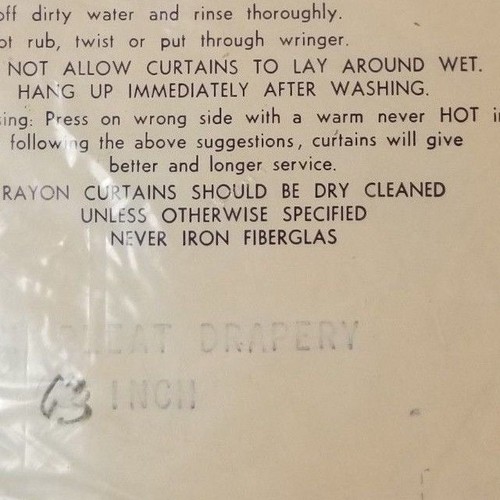 off dirty water and rinse thoroughly.
ot rub, twist or put through wringer.
NOT ALLOW CURTAINS TO LAY AROUND WET.
HANG UP IMMEDIATELY AFTER WASHING.
sing: Press on wrong side with a warm never HOT i
following the above suggestions, curtains will give
better and longer service.
RAYON CURTAINS SHOULD BE DRY CLEANED
UNLESS OTHERWISE SPECIFIED
NEVER IRON FIBERGLAS
PLEAT DRAPERY
63 INCH